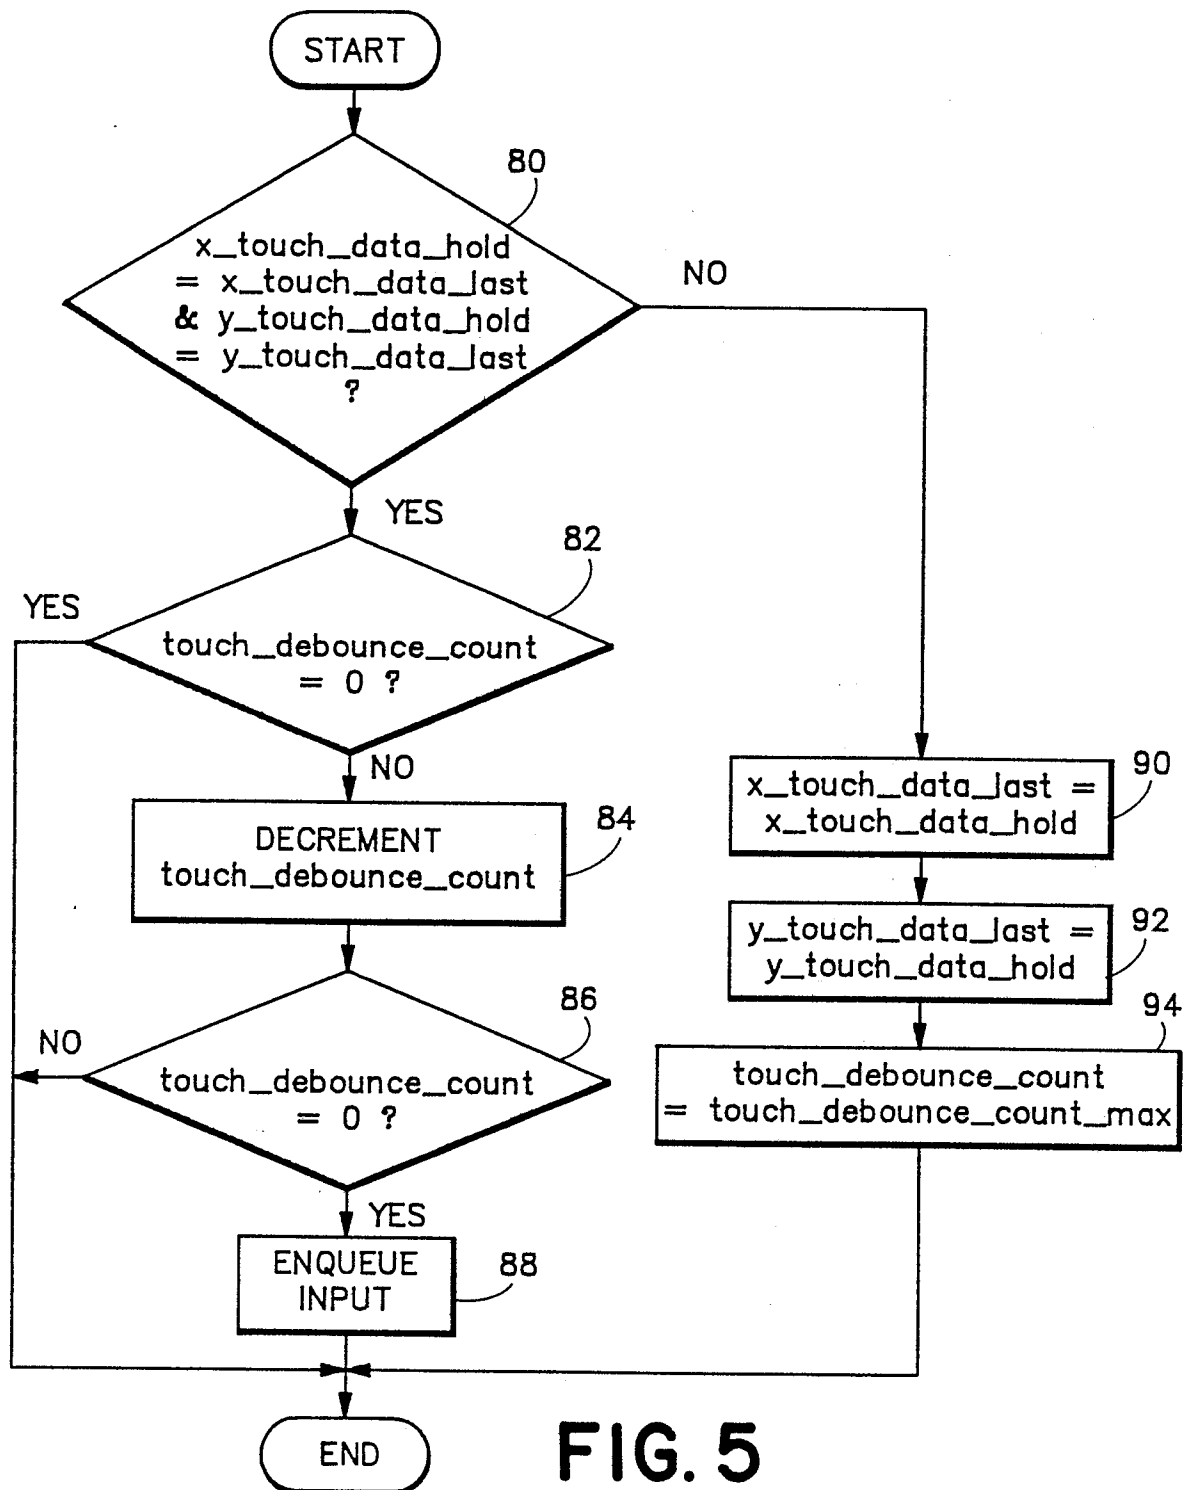 START
80
x_touch_data_hold
= x_touch_data_last
& y_touch_data_hold
= y_touch_data_last
?
NO
YES
82
YES
touch_debounce_count
= 0 ?
NO
DECREMENT
touch_debounce_count
84
86
NO
touch_debounce_count
= 0 ?
YES
ENQUEUE
INPUT
88
90
x_touch_data_last =
x_touch_data_hold
92
y_touch_data_last =
y_touch_data_hold
94
touch_debounce_count
= touch_debounce_count_max
END
FIG. 5